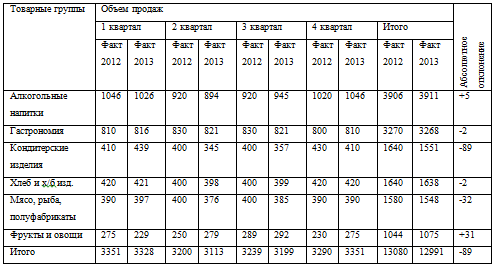 Товарные группы Объем продаж Абсолютное отклонение
1 квартал 2 квартал 3 квартал 4 квартал Итого
Факт Факт Факт Факт Факт Факт Факт Факт Факт Факт
2012 2013 2012 2013 2012 2013 2012 2013 2012 2013
Алкогольные 1046 1026 920 894 920 945 1020 1046 3906 3911 +5
напитки
Гастрономия 810 816 830 821 830 821 800 810 3270 3268 -2
Кондитерские 410 439 400 345 400 357 430 410 1640 1551 -89
изделия
Хлеб и х/б изд. 420 421 400 398 400 399 420 420 1640 1638 -2
Мясо, рыба, 390 397 400 376 400 385 390 390 1580 1548 -32
полуфабрикаты
Фрукты и овощи 275 229 250 279 289 292 230 275 1044 1075 +31
Итого 3351 3328 3200 3113 3239 3199 3290 3351 13080 12991 -89